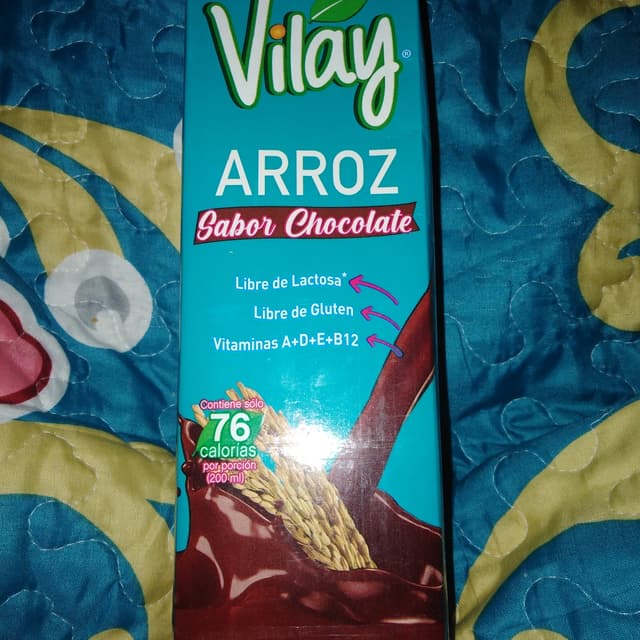 Vilay®
ARROZ
Sabor Chocolate
Libre de Lactosa*
Libre de Gluten
Vitaminas A+D+E+B12
Contiene sólo
76
calorías
por porción
(200 ml)